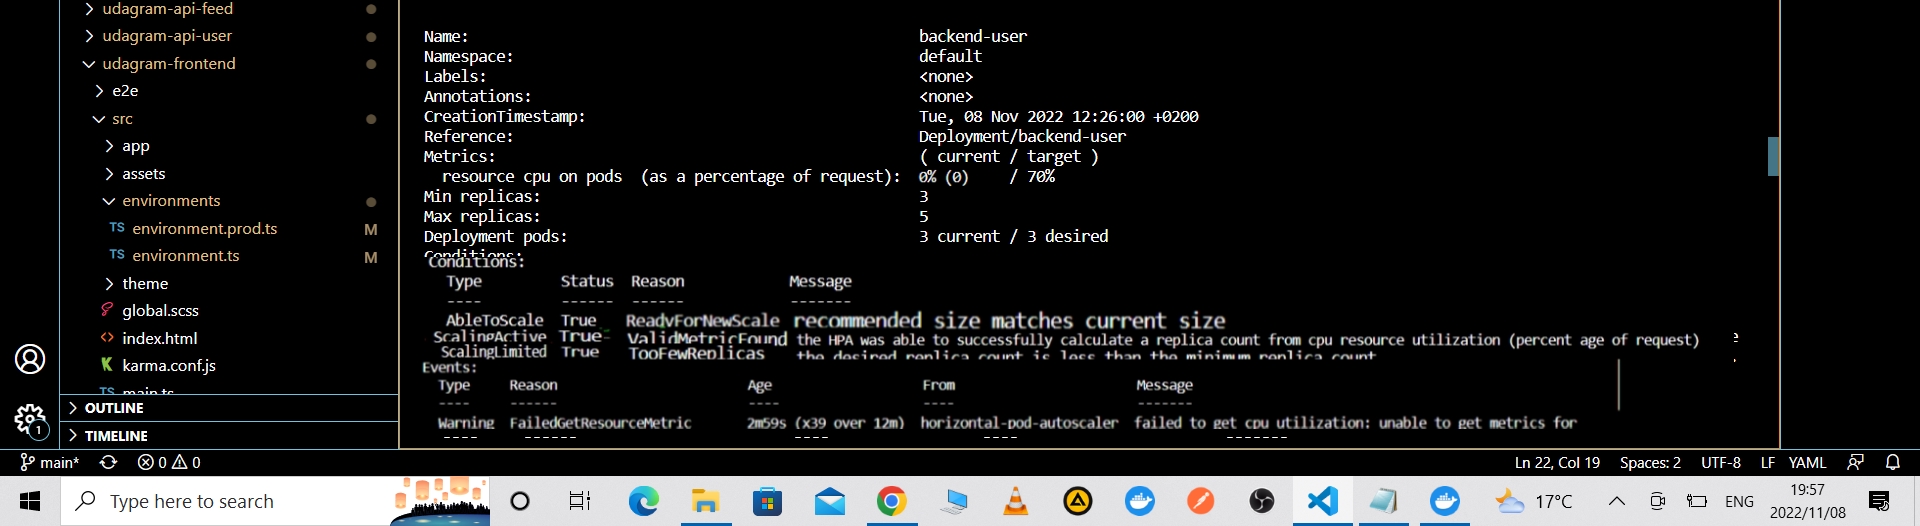 udagram-api-feed
udagram-api-user
udagram-frontend
e2e
src
app
assets
environments
TS environment.prod.ts M
TS environment.ts M
theme
global.scss
<> index.html
karma.conf.js
TS main.ts
OUTLINE
TIMELINE
Name: backend-user
Namespace: default
Labels: <none>
Annotations: <none>
CreationTimestamp: Tue, 08 Nov 2022 12:26:00 +0200
Reference: Deployment/backend-user
Metrics: ( current / target )
resource cpu on pods (as a percentage of request): 0% (0) / 70%
Min replicas: 3
Max replicas: 5
Deployment pods: 3 current / 3 desired
Conditions:
Conditions:
Type Status Reason Message
---- ------ ------ -------
AbleToScale True ReadyForNewScale recommended size matches current size
ScalingActive True ValidMetricFound the HPA was able to successfully calculate a replica count from cpu resource utilization (percent age of request) e
ScalingLimited True TooFewReplicas the desired replica count is less than the minimum replica count
Events:
Type Reason Age From Message
---- ------ ---- ---- -------
Warning FailedGetResourceMetric 2m59s (x39 over 12m) horizontal-pod-autoscaler failed to get cpu utilization: unable to get metrics for
---- ------ ---- ---- -------
1
main* 0 0 Ln 22, Col 19 Spaces: 2 UTF-8 LF YAML
Type here to search 17°C ENG 19:57
2022/11/08